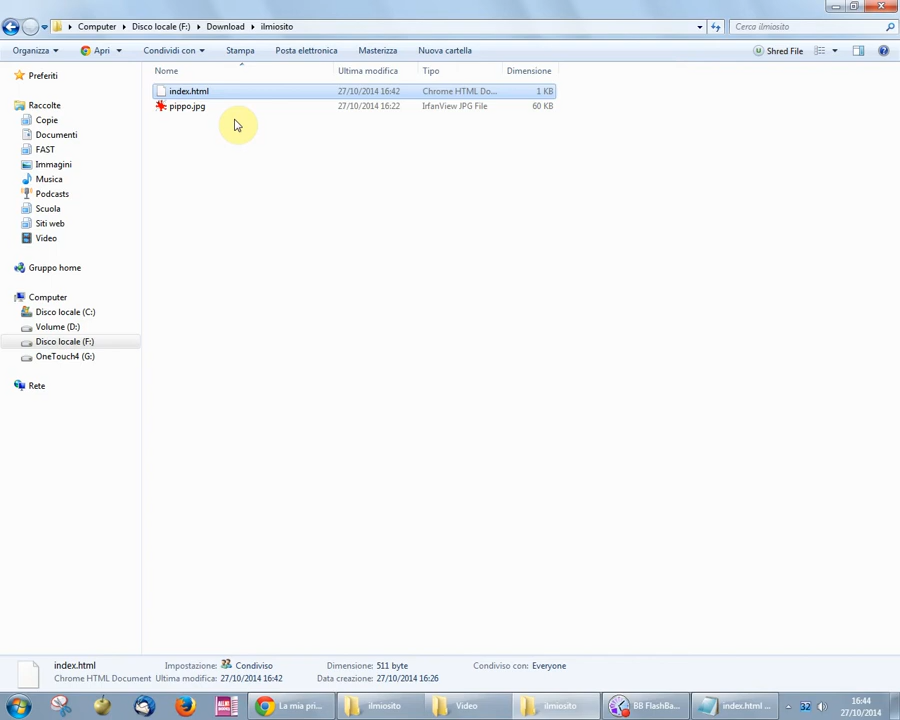 Computer Disco locale (F:) Download ilmiosito Cerca ilmiosito
Organizza Apri Condividi con Stampa Posta elettronica Masterizza Nuova cartella Shred File
Nome Ultima modifica Tipo Dimensione
index.html 27/10/2014 16:42 Chrome HTML Do... 1 KB
pippo.jpg 27/10/2014 16:22 IrfanView JPG File 60 KB
Preferiti
Raccolte
Copie
Documenti
FAST
Immagini
Musica
Podcasts
Scuola
Siti web
Video
Gruppo home
Computer
Disco locale (C:)
Volume (D:)
Disco locale (F:)
OneTouch4 (G:)
Rete
index.html Impostazione: Condiviso Dimensione: 511 byte Condiviso con: Everyone
Chrome HTML Document Ultima modifica: 27/10/2014 16:42 Data creazione: 27/10/2014 16:26
La mia pri... ilmiosito Video ilmiosito BB FlashBa... index.html ... 32 16:44
27/10/2014